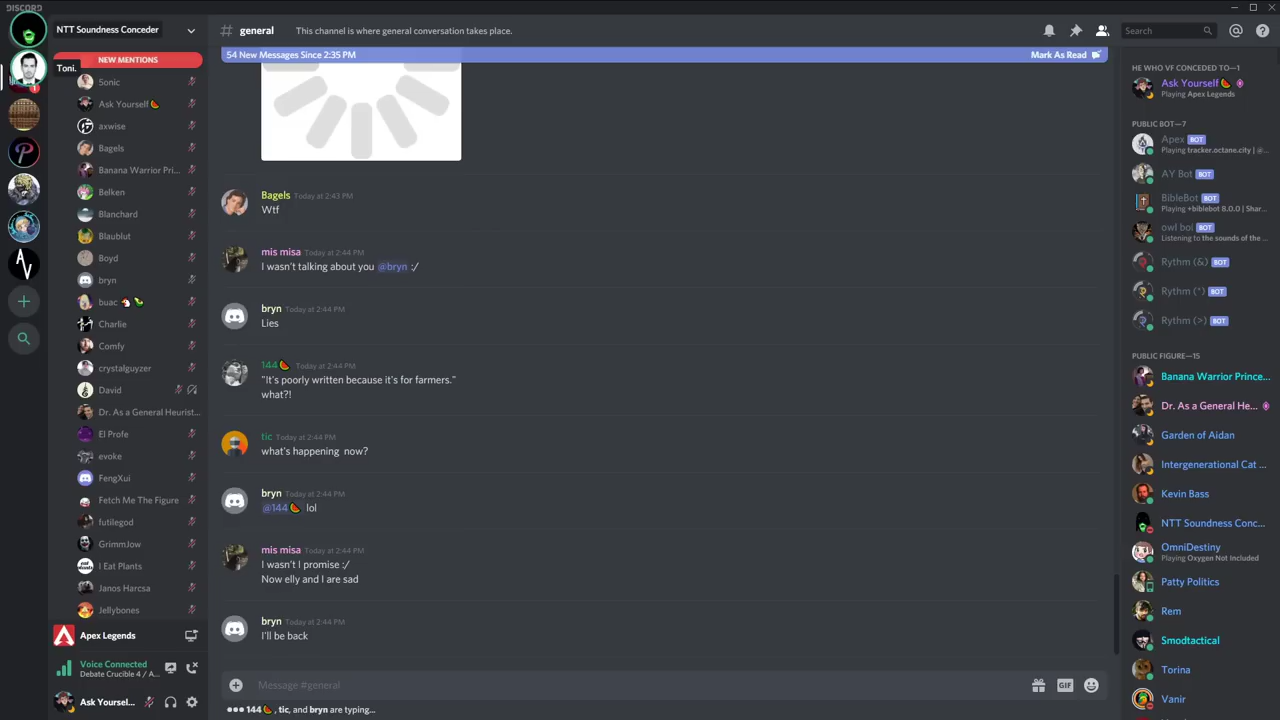 DISCORD
NTT Soundness Conceder
# general
This channel is where general conversation takes place.
Search
54 New Messages Since 2:35 PM
Mark As Read
NEW MENTIONS
Toni.
1
Sonic
Ask Yourself
axwise
Bagels
Banana Warrior Pri...
Belken
Blanchard
Blaublut
Boyd
bryn
buac
Charlie
Comfy
crystalguyzer
David
Dr. As a General Heurist...
El Profe
evoke
FengXui
Fetch Me The Figure
futilegod
GrimmJow
I Eat Plants
Janos Harcsa
Jellybones
Apex Legends
Voice Connected
Debate Crucible 4 / A...
Ask Yoursel...
Bagels Today at 2:43 PM
Wtf
mis misa Today at 2:44 PM
I wasn't talking about you @bryn :/
bryn Today at 2:44 PM
Lies
144 Today at 2:44 PM
"It's poorly written because it's for farmers."
what?!
tic Today at 2:44 PM
what's happening now?
bryn Today at 2:44 PM
@144 lol
mis misa Today at 2:44 PM
I wasn't I promise :/
Now elly and I are sad
bryn Today at 2:44 PM
I'll be back
Message #general
GIF
144, tic, and bryn are typing...
HE WHO VF CONCEDED TO—1
Ask Yourself
Playing Apex Legends
PUBLIC BOT—7
Apex BOT
Playing tracker.octane.city | @...
AY Bot BOT
BibleBot BOT
Playing +biblebot 8.0.0 | Shar...
owl boi BOT
Listening to the sounds of the...
Rythm (&) BOT
Rythm (*) BOT
Rythm (>) BOT
PUBLIC FIGURE—15
Banana Warrior Prince...
Dr. As a General He...
Garden of Aidan
Intergenerational Cat ...
Kevin Bass
NTT Soundness Conc...
OmniDestiny
Playing Oxygen Not Included
Patty Politics
Rem
Smodtactical
Torina
Vanir